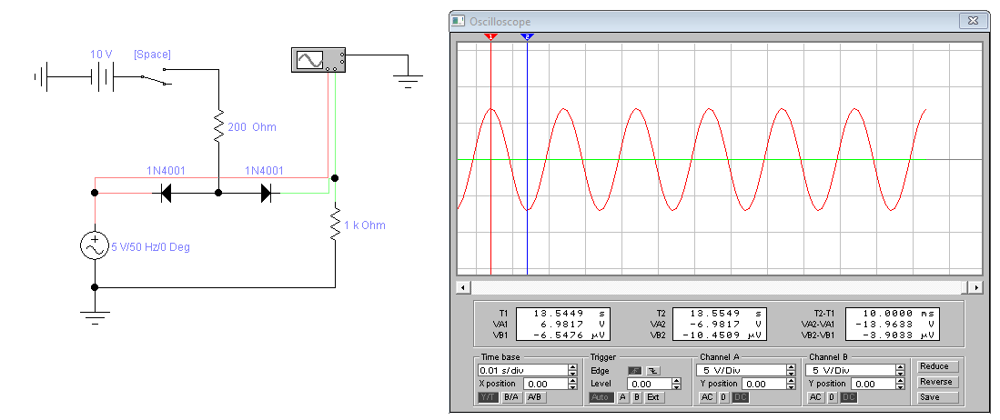 10 V
[Space]
200 Ohm
1N4001
1N4001
1 k Ohm
5 V/50 Hz/0 Deg
Oscilloscope
1
2
T1 13.5449 s
VA1 6.9817 V
VB1 -6.5476 µV
T2 13.5549 s
VA2 -6.9817 V
VB2 -10.4509 µV
T2-T1 10.0000 ms
VA2-VA1 -13.9633 V
VB2-VB1 -3.9033 µV
Time base
0.01 s/div
X position 0.00
Y/T B/A A/B
Trigger
Edge
Level 0.00
Auto A B Ext
Channel A
5 V/Div
Y position 0.00
AC 0 DC
Channel B
5 V/Div
Y position 0.00
AC 0 DC
Reduce
Reverse
Save